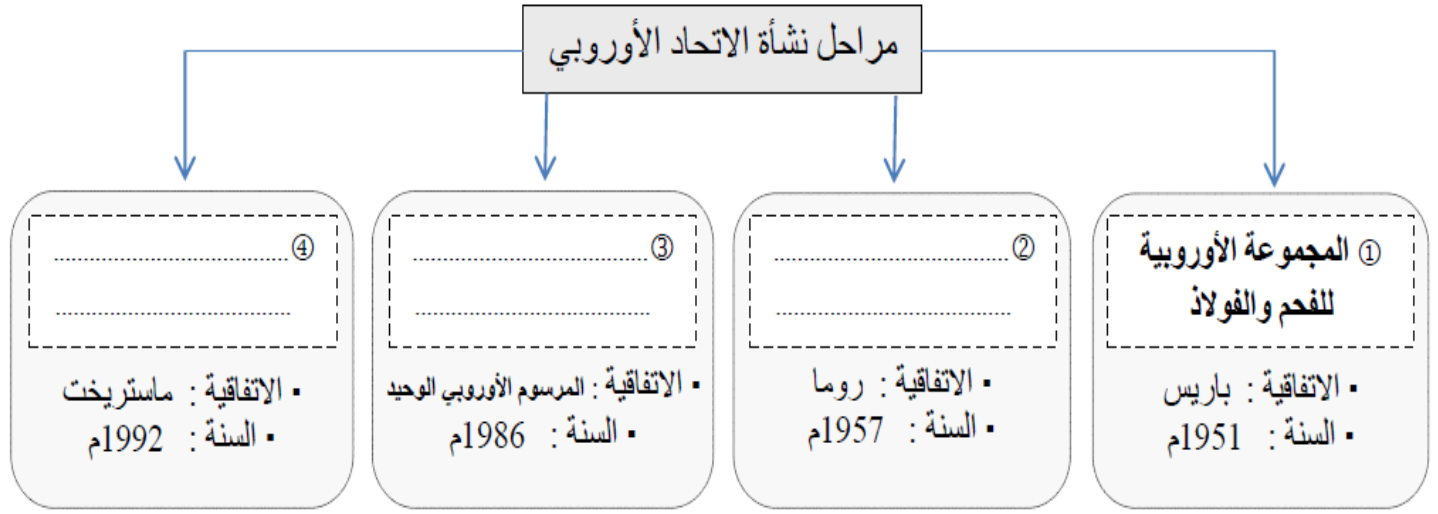 مراحل نشأة الاتحاد الأوروبي
① المجموعة الأوروبية
للفحم والفولاذ
▪ الاتفاقية : باريس
▪ السنة : 1951م
②.......................................
.......................................
▪ الاتفاقية : روما
▪ السنة : 1957م
③.......................................
.......................................
▪ الاتفاقية : المرسوم الأوروبي الوحيد
▪ السنة : 1986م
④.......................................
.......................................
▪ الاتفاقية : ماستريخت
▪ السنة : 1992م